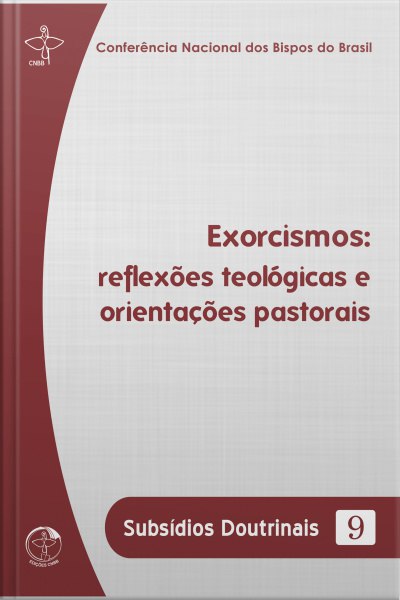 CNBB
Conferência Nacional dos Bispos do Brasil
Exorcismos:
reflexões teológicas e
orientações pastorais
Subsídios Doutrinais 9
EDIÇÕES CNBB